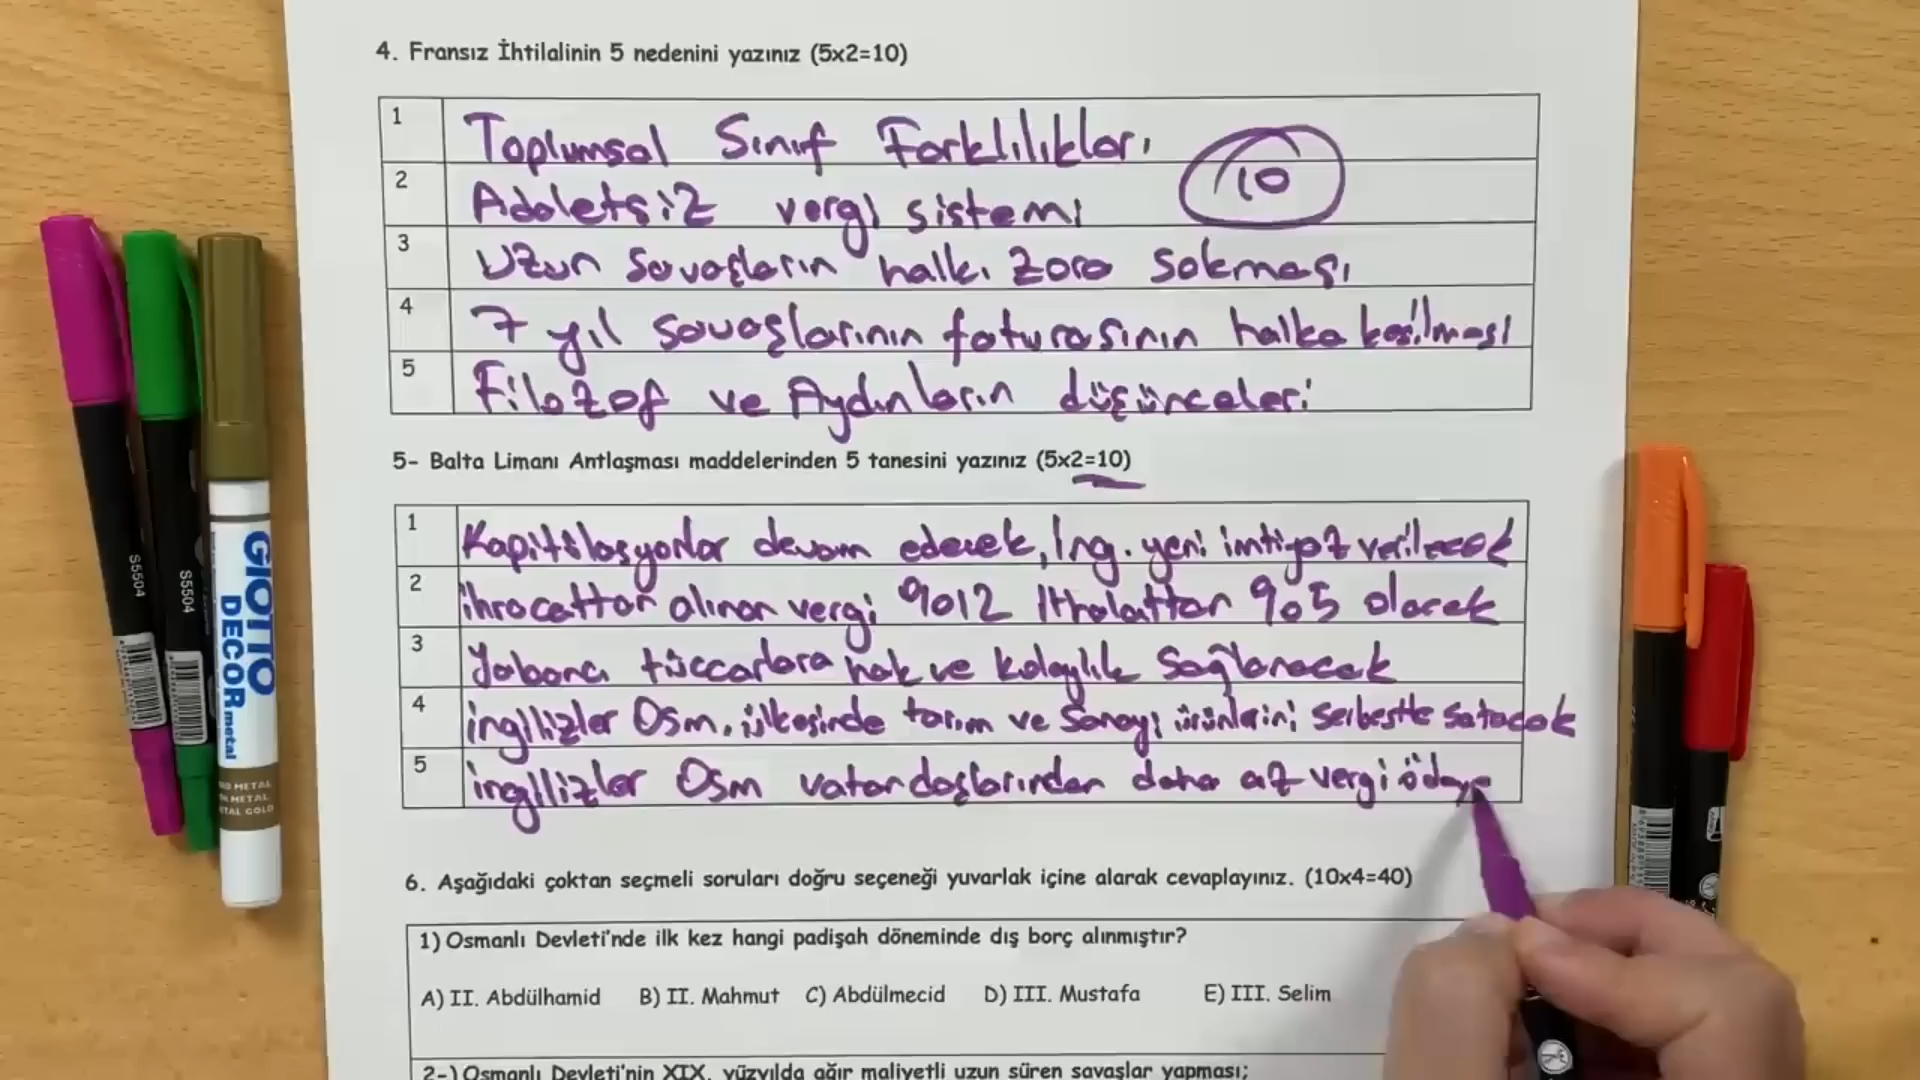 4. Fransız İhtilalinin 5 nedenini yazınız (5x2=10)
1 Toplumsal Sınıf Farklılıkları
10
2 Adaletsiz vergi sistemi
3 Uzun Savaşların halkı zora sokması
4 7 yıl savaşlarının faturasının halka kesilmesi
5 Filozof ve Aydınların düşünceleri
5- Balta Limanı Antlaşması maddelerinden 5 tanesini yazınız (5x2=10)
1 Kapitülasyonlar devam edecek, İng. yeni imtiyaz verilecek
2 ihracattan alınan vergi %12 İthalattan %5 olacak
3 Yabancı tüccarlara hak ve kolaylık Sağlanacak
4 ingilizler Osm. ülkesinde tarım ve Sanayi ürünlerini serbestte satacak
5 ingilizler Osm vatandaşlarından daha az vergi ödeye
6. Aşağıdaki çoktan seçmeli soruları doğru seçeneği yuvarlak içine alarak cevaplayınız. (10x4=40)
1) Osmanlı Devleti'nde ilk kez hangi padişah döneminde dış borç alınmıştır?
A) II. Abdülhamid B) II. Mahmut C) Abdülmecid D) III. Mustafa E) III. Selim
2-) Osmanlı Devleti'nin XIX. yüzyılda ağır maliyetli uzun süren savaşlar yapması;
S5504
S5504
GIOTTO
DECOR metal